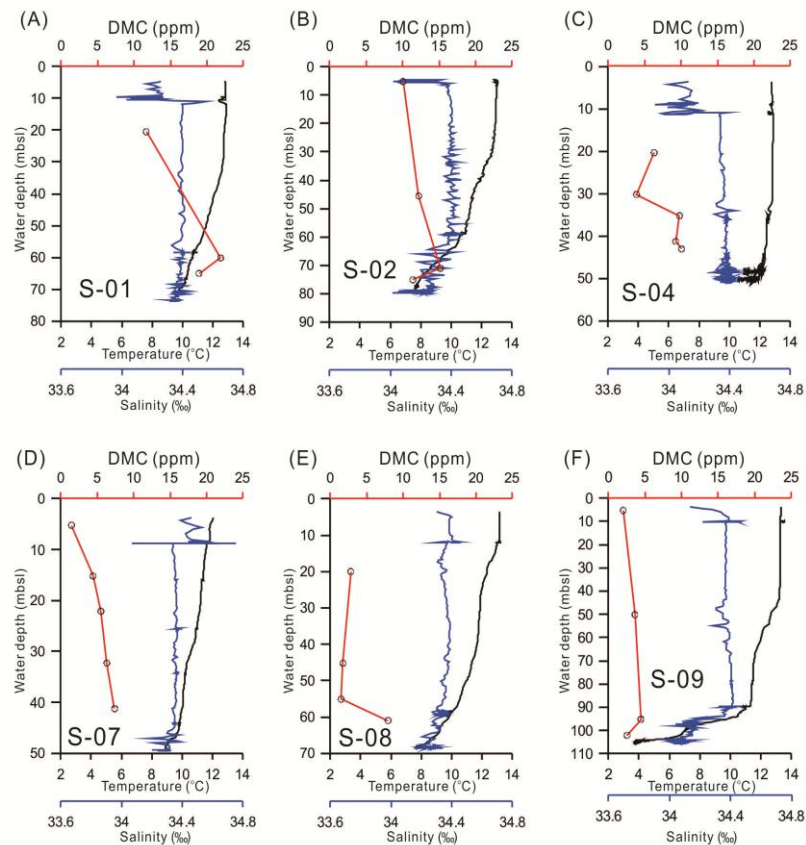 (A) DMC (ppm) (B) DMC (ppm) (C) DMC (ppm)
0 5 10 15 20 25 0 5 10 15 20 25 0 5 10 15 20 25
Water depth (mbsl) Water depth (mbsl) Water depth (mbsl)
0 10 20 30 40 50 60 70 80
0 10 20 30 40 50 60 70 80 90
0 10 20 30 40 50 60
S-01 S-02 S-04
2 4 6 8 10 12 14 2 4 6 8 10 12 14 2 4 6 8 10 12 14
Temperature (°C) Temperature (°C) Temperature (°C)
33.6 34 34.4 34.8 33.6 34 34.4 34.8 33.6 34 34.4 34.8
Salinity (‰) Salinity (‰) Salinity (‰)
(D) DMC (ppm) (E) DMC (ppm) (F) DMC (ppm)
0 5 10 15 20 25 0 5 10 15 20 25 0 5 10 15 20 25
Water depth (mbsl) Water depth (mbsl) Water depth (mbsl)
0 10 20 30 40 50
0 10 20 30 40 50 60 70
0 10 20 30 40 50 60 70 80 90 100 110
S-07 S-08 S-09
2 4 6 8 10 12 14 2 4 6 8 10 12 14 2 4 6 8 10 12 14
Temperature (°C) Temperature (°C) Temperature (°C)
33.6 34 34.4 34.8 33.6 34 34.4 34.8 33.6 34 34.4 34.8
Salinity (‰) Salinity (‰) Salinity (‰)